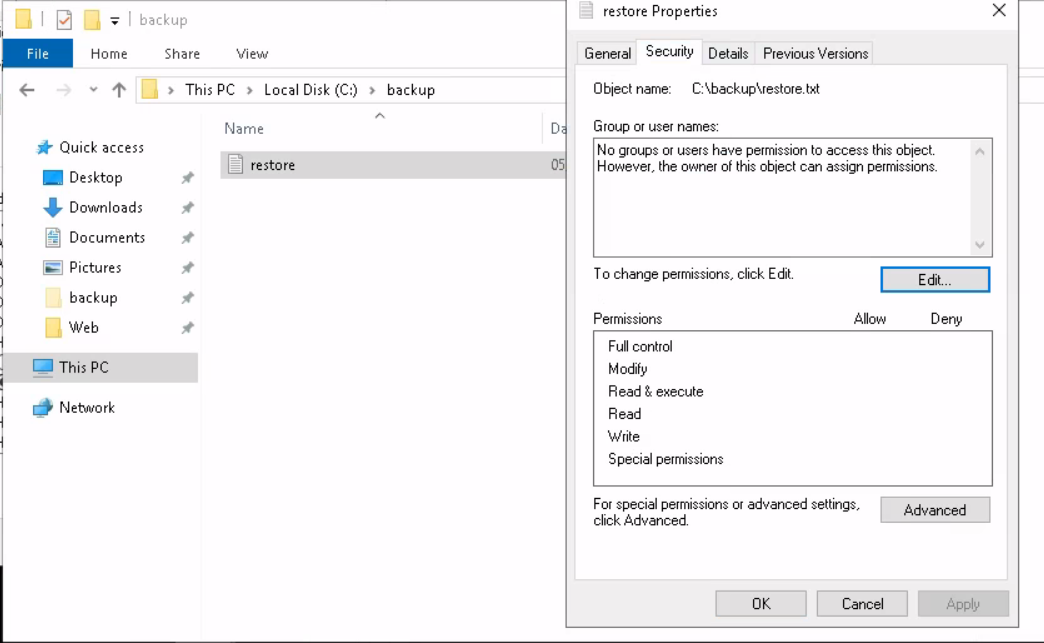 backup
File Home Share View
This PC Local Disk (C:) backup
Name
restore
05
Quick access
Desktop
Downloads
Documents
Pictures
backup
Web
This PC
Network
restore Properties
General Security Details Previous Versions
Object name: C:\backup\restore.txt
Group or user names:
No groups or users have permission to access this object.
However, the owner of this object can assign permissions.
To change permissions, click Edit.
Edit...
Permissions Allow Deny
Full control
Modify
Read & execute
Read
Write
Special permissions
For special permissions or advanced settings,
click Advanced.
Advanced
OK Cancel Apply